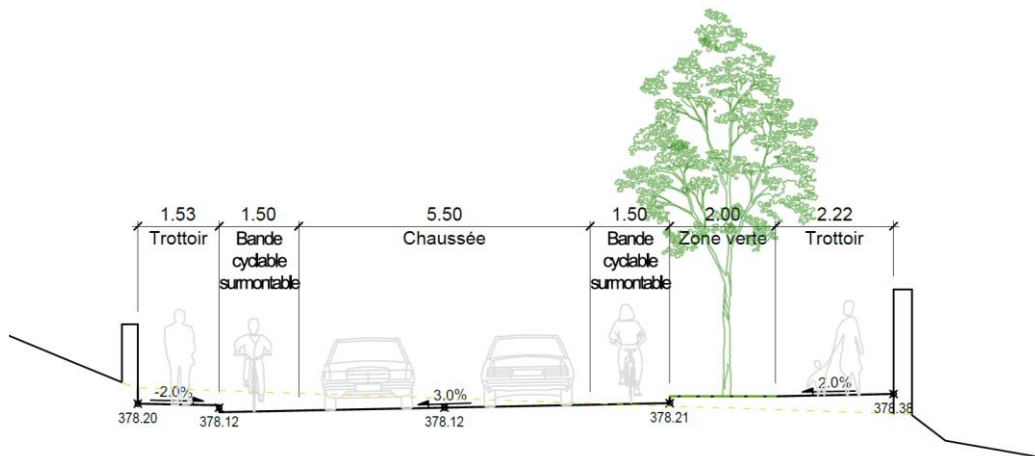 1.53 1.50 5.50 1.50 2.00 2.22
Trottoir Bande Chaussée Bande Zone verte Trottoir
cyclable cyclable
surmontable surmontable
-2.0% 3.0% 2.0%
378.20 378.12 378.12 378.21 378.38